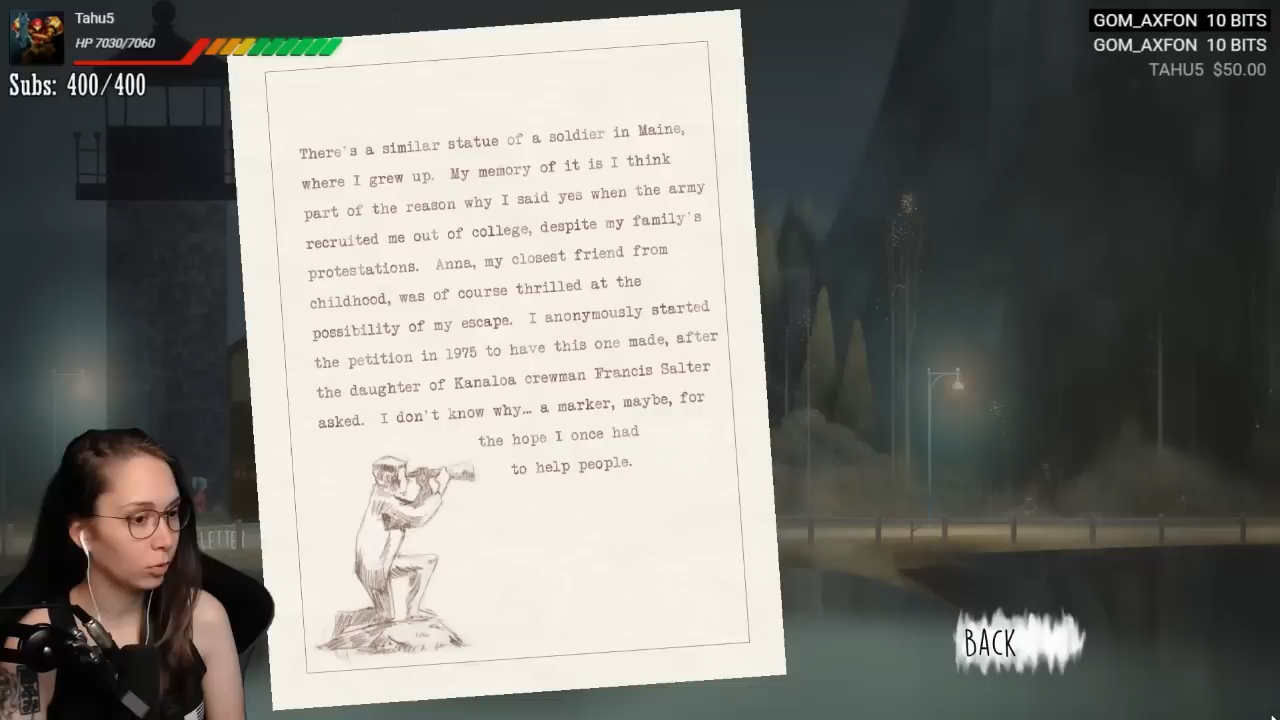 Tahu5
HP 7030/7060
Subs: 400/400
GOM_AXFON 10 BITS
GOM_AXFON 10 BITS
TAHU5 $50.00
There's a similar statue of a soldier in Maine,
where I grew up. My memory of it is I think
part of the reason why I said yes when the army
recruited me out of college, despite my family's
protestations. Anna, my closest friend from
childhood, was of course thrilled at the
possibility of my escape. I anonymously started
the petition in 1975 to have this one made, after
the daughter of Kanaloa crewman Francis Salter
asked. I don't know why… a marker, maybe, for
the hope I once had
to help people.
LETTER
BACK